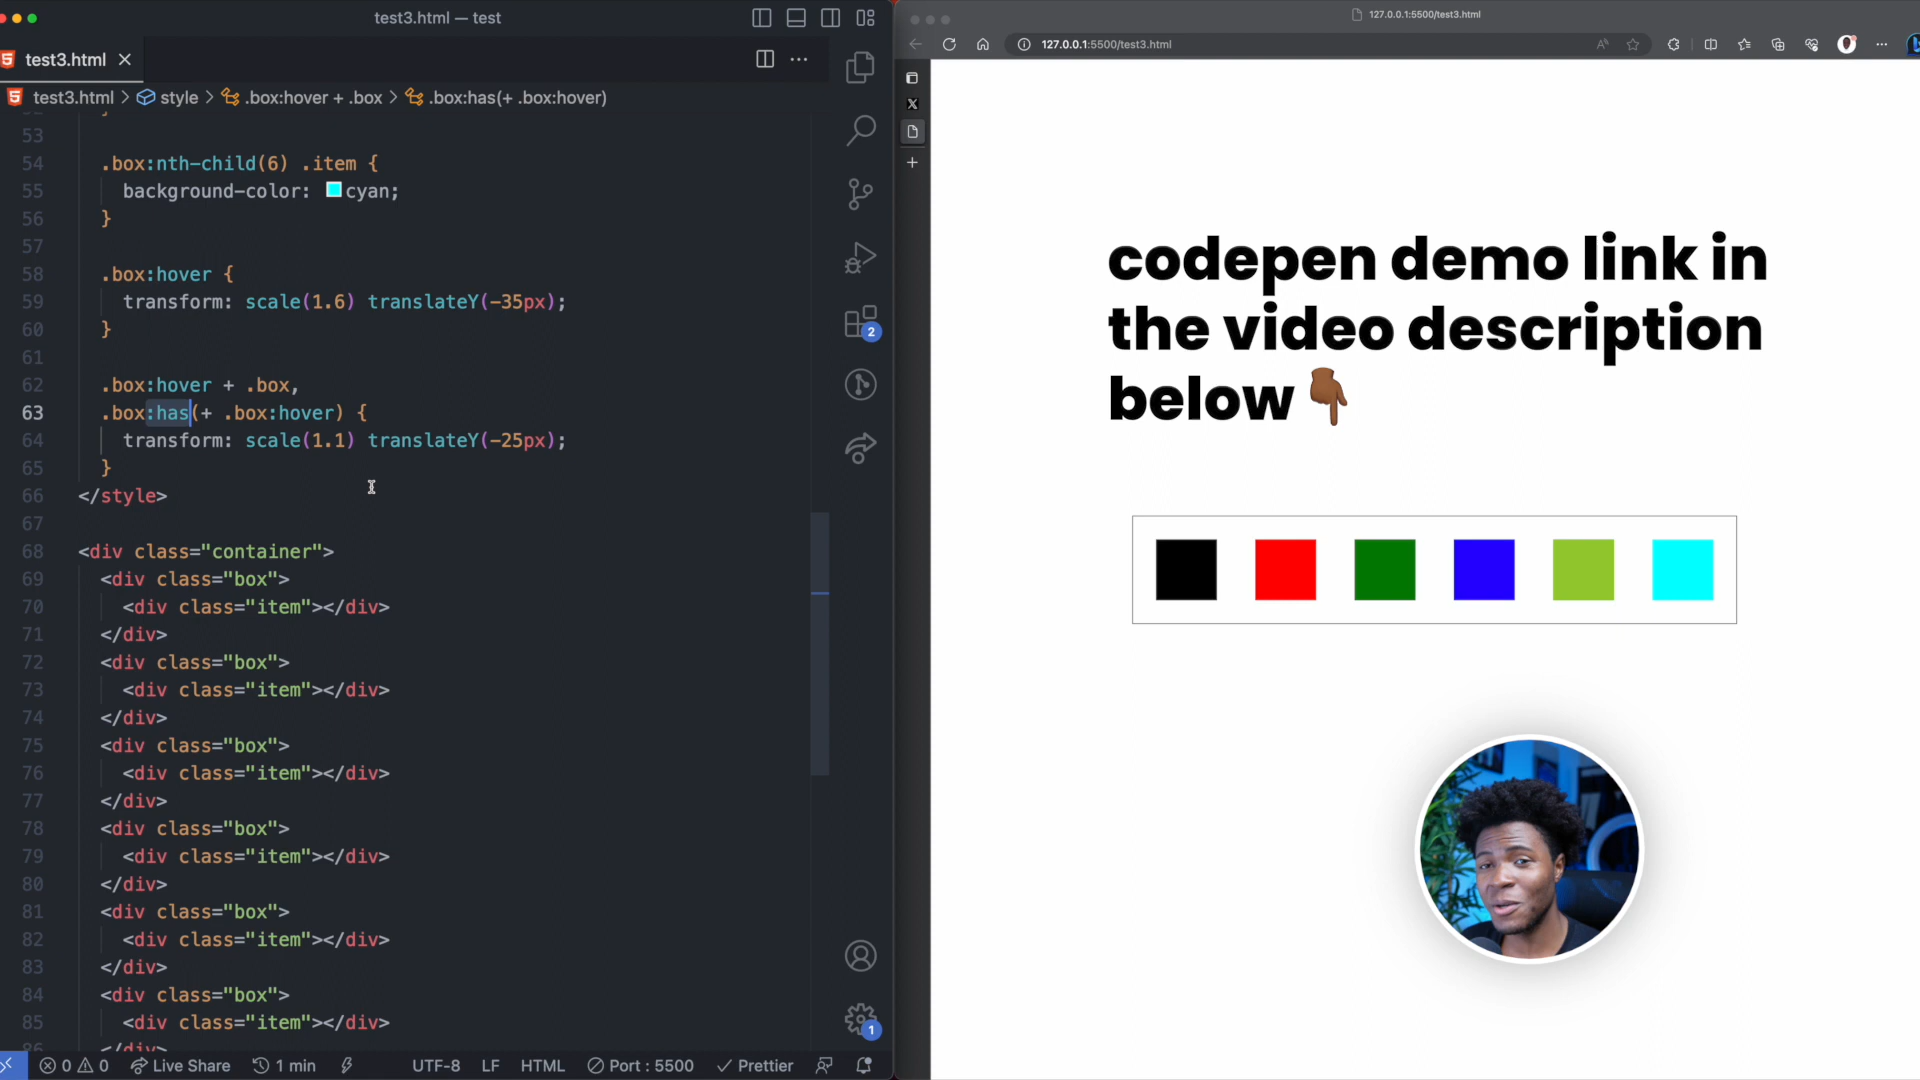 test3.html — test
test3.html
test3.html > style > .box:hover + .box > .box:has(+ .box:hover)
53
54 .box:nth-child(6) .item {
55 background-color: cyan;
56 }
57
58 .box:hover {
59 transform: scale(1.6) translateY(-35px);
60 }
61
62 .box:hover + .box,
63 .box:has(+ .box:hover) {
64 transform: scale(1.1) translateY(-25px);
65 }
66 </style>
67
68 <div class="container">
69 <div class="box">
70 <div class="item"></div>
71 </div>
72 <div class="box">
73 <div class="item"></div>
74 </div>
75 <div class="box">
76 <div class="item"></div>
77 </div>
78 <div class="box">
79 <div class="item"></div>
80 </div>
81 <div class="box">
82 <div class="item"></div>
83 </div>
84 <div class="box">
85 <div class="item"></div>
86 </div>
2
1
0 0 Live Share 1 min UTF-8 LF HTML Port : 5500 Prettier
127.0.0.1:5500/test3.html
127.0.0.1:5500/test3.html
codepen demo link in
the video description
below 👇🏾